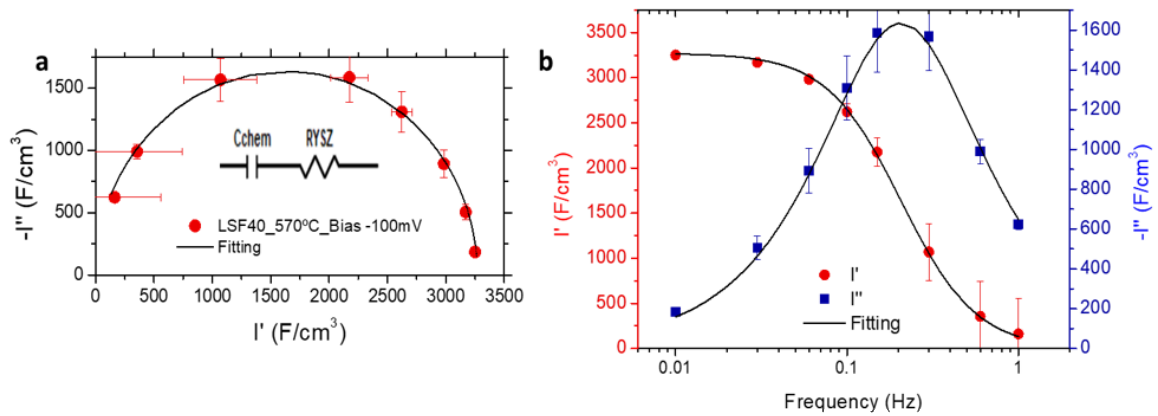 a
-I'' (F/cm³)
1500
1000
500
0
Cchem RYSZ
LSF40_570ºC_Bias -100mV
Fitting
0 500 1000 1500 2000 2500 3000 3500
I' (F/cm³)
b
I' (F/cm³)
3500
3000
2500
2000
1500
1000
500
0
I'
I''
Fitting
0.01 0.1 1
Frequency (Hz)
1600
1400
1200
1000
800
600
400
200
0
-I'' (F/cm³)